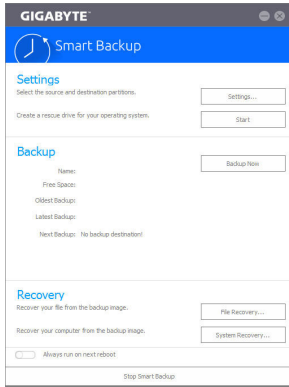 GIGABYTE™
Smart Backup
Settings
Select the source and destination partitions.
Settings...
Create a rescue drive for your operating system.
Start
Backup
Backup Now
Name:
Free Space:
Oldest Backup:
Latest Backup:
Next Backup: No backup destination!
Recovery
Recover your file from the backup image.
File Recovery...
Recover your computer from the backup image.
System Recovery...
Always run on next reboot
Stop Smart Backup